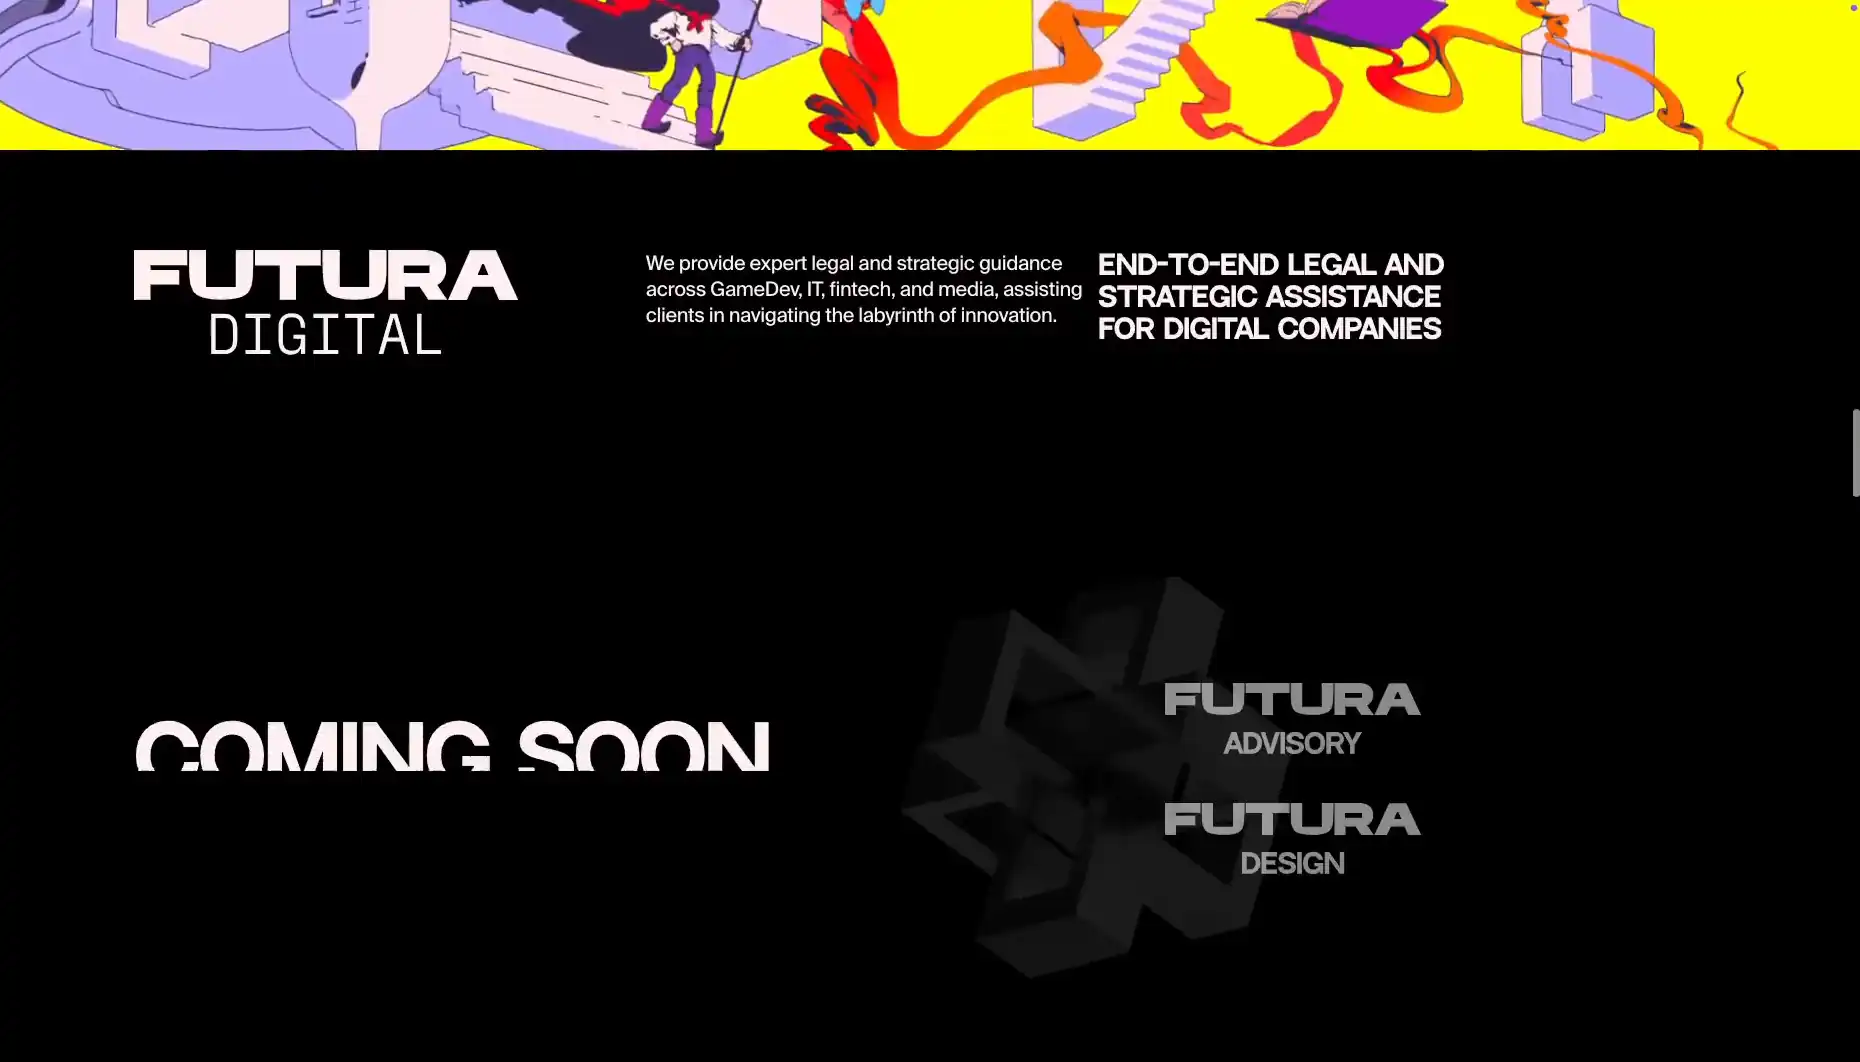 FUTURA
DIGITAL
We provide expert legal and strategic guidance
across GameDev, IT, fintech, and media, assisting
clients in navigating the labyrinth of innovation.
END-TO-END LEGAL AND
STRATEGIC ASSISTANCE
FOR DIGITAL COMPANIES
COMING SOON
FUTURA
ADVISORY
FUTURA
DESIGN